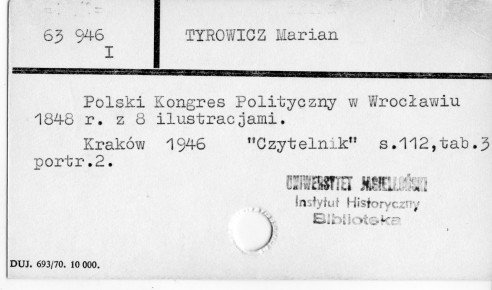 63 946
I
TYROWICZ Marian
Polski Kongres Polityczny w Wrocławiu
1848 r. z 8 ilustracjami.
Kraków 1946 "Czytelnik" s.112,tab.3
portr.2.
UNIWERSYTET JAGIELLOŃSKI
Instytut Historyczny
Biblioteka
DUJ. 693/70. 10 000.